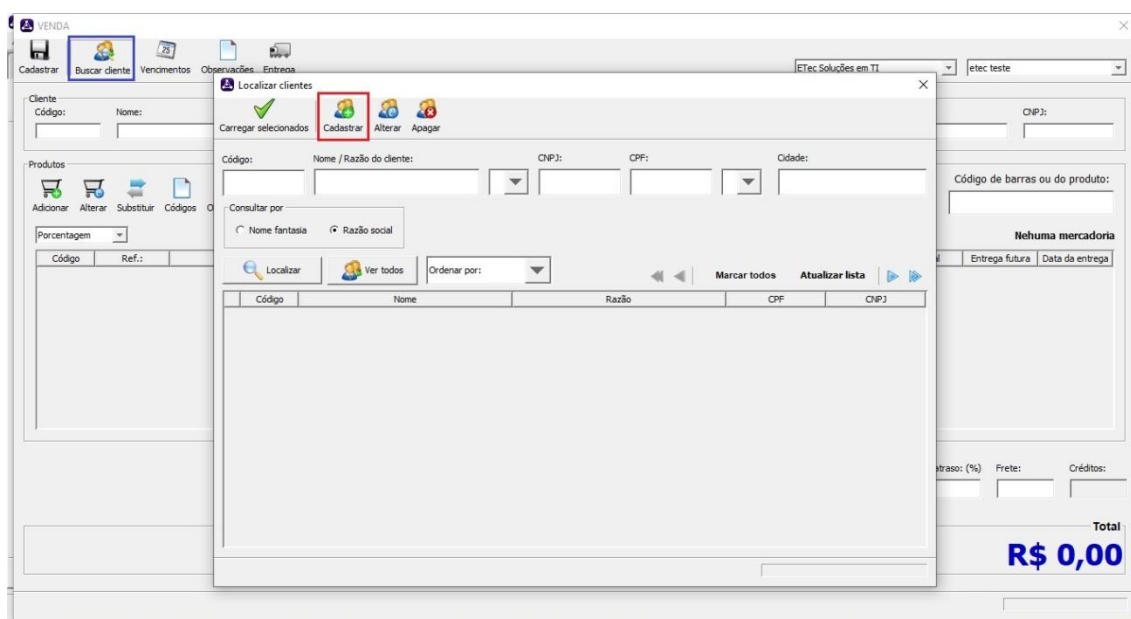 VENDA
Cadastrar Buscar cliente Vencimentos Observações Entrega
ETec Soluções em TI etec teste
Cliente
Código: Nome: CNPJ:
Produtos
Adicionar Alterar Substituir Códigos
Código de barras ou do produto:
Porcentagem
Nehuma mercadoria
Código Ref.: Entrega futura Data da entrega
Localizar clientes
Carregar selecionados Cadastrar Alterar Apagar
Código: Nome / Razão do cliente: CNPJ: CPF: Cidade:
Consultar por
Nome fantasia Razão social
Localizar Ver todos Ordenar por: Marcar todos Atualizar lista
Código Nome Razão CPF CNPJ
(%) Frete: Créditos:
Total
R$ 0,00